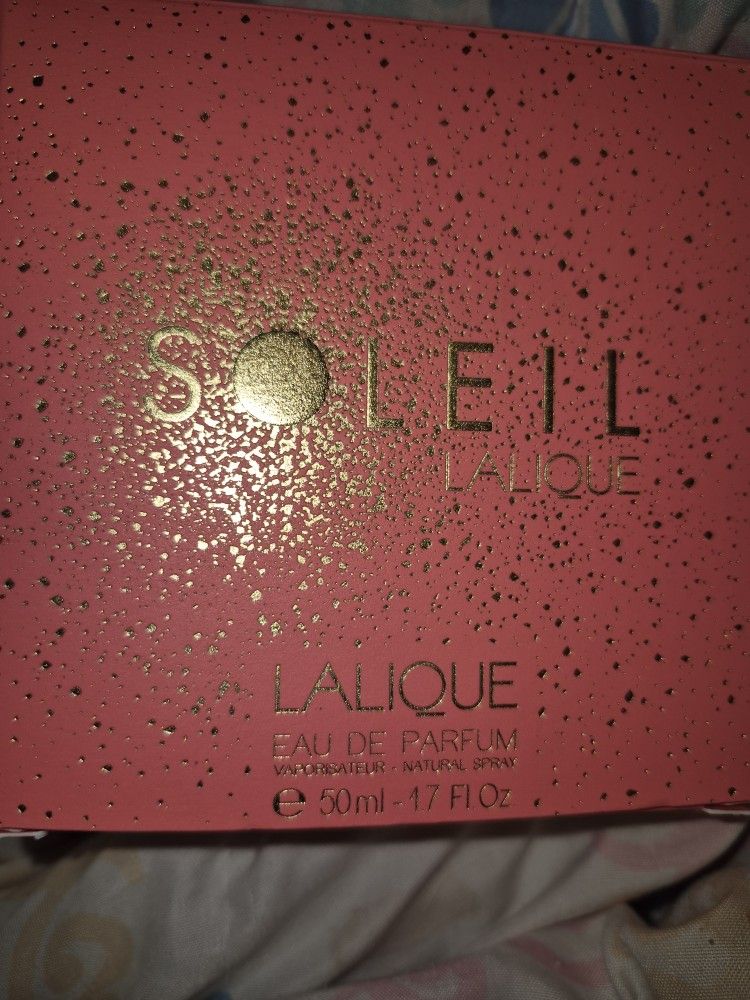 SOLEIL
LALIQUE
LALIQUE
EAU DE PARFUM
VAPORISATEUR - NATURAL SPRAY
℮ 50ml - 1.7 Fl.Oz